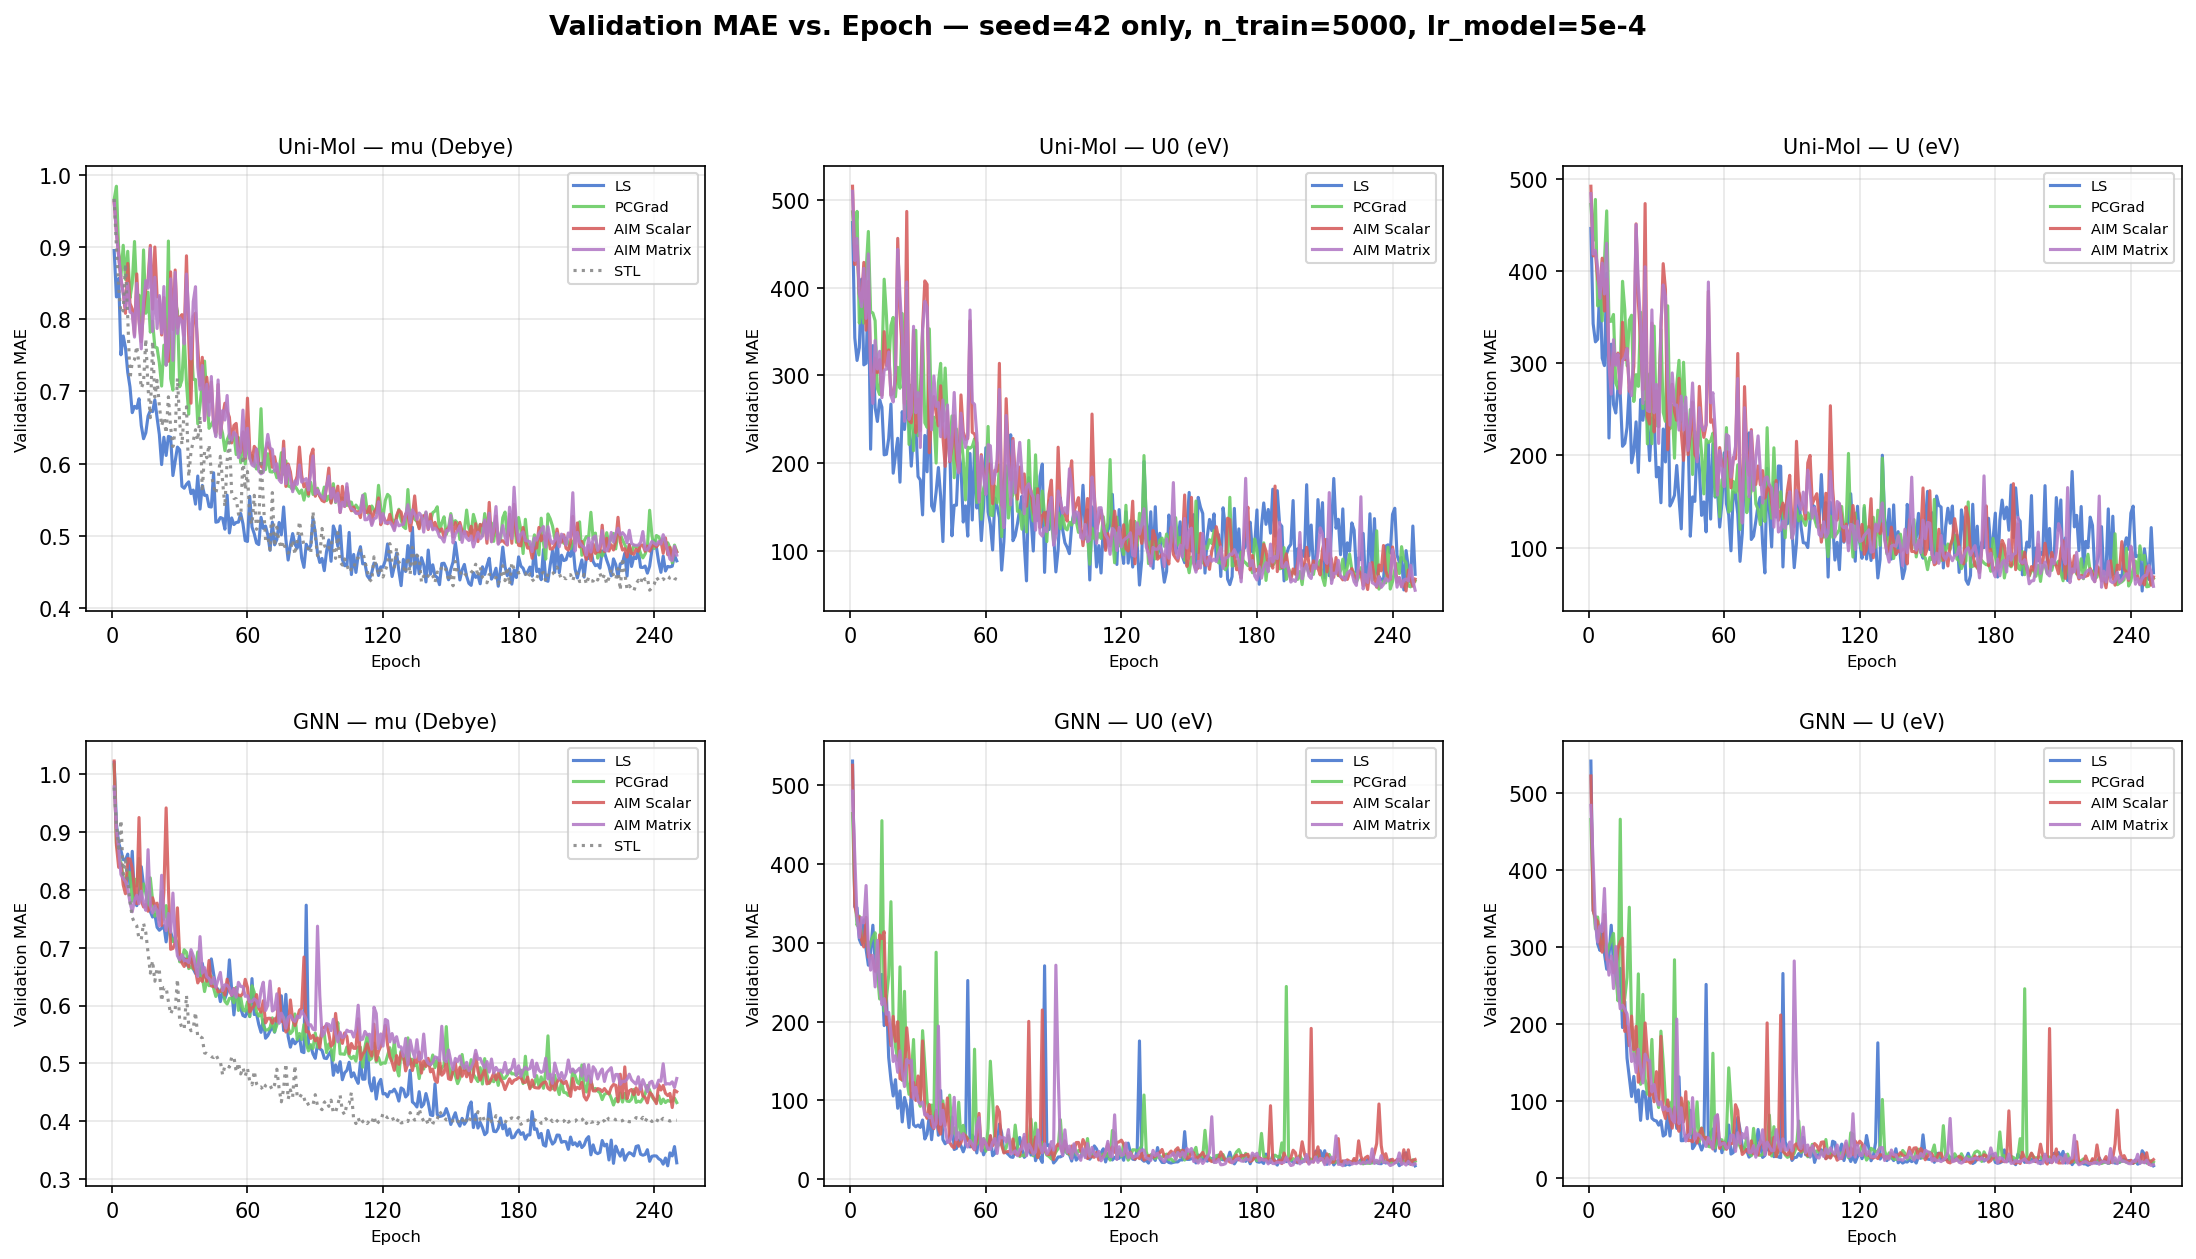 Validation MAE vs. Epoch — seed=42 only, n_train=5000, lr_model=5e-4
Uni-Mol — mu (Debye)
Validation MAE
1.0
0.9
0.8
0.7
0.6
0.5
0.4
LS
PCGrad
AIM Scalar
AIM Matrix
STL
0 60 120 180 240
Epoch
Uni-Mol — U0 (eV)
Validation MAE
500
400
300
200
100
LS
PCGrad
AIM Scalar
AIM Matrix
0 60 120 180 240
Epoch
Uni-Mol — U (eV)
Validation MAE
500
400
300
200
100
LS
PCGrad
AIM Scalar
AIM Matrix
0 60 120 180 240
Epoch
GNN — mu (Debye)
Validation MAE
1.0
0.9
0.8
0.7
0.6
0.5
0.4
0.3
LS
PCGrad
AIM Scalar
AIM Matrix
STL
0 60 120 180 240
Epoch
GNN — U0 (eV)
Validation MAE
500
400
300
200
100
0
LS
PCGrad
AIM Scalar
AIM Matrix
0 60 120 180 240
Epoch
GNN — U (eV)
Validation MAE
500
400
300
200
100
0
LS
PCGrad
AIM Scalar
AIM Matrix
0 60 120 180 240
Epoch